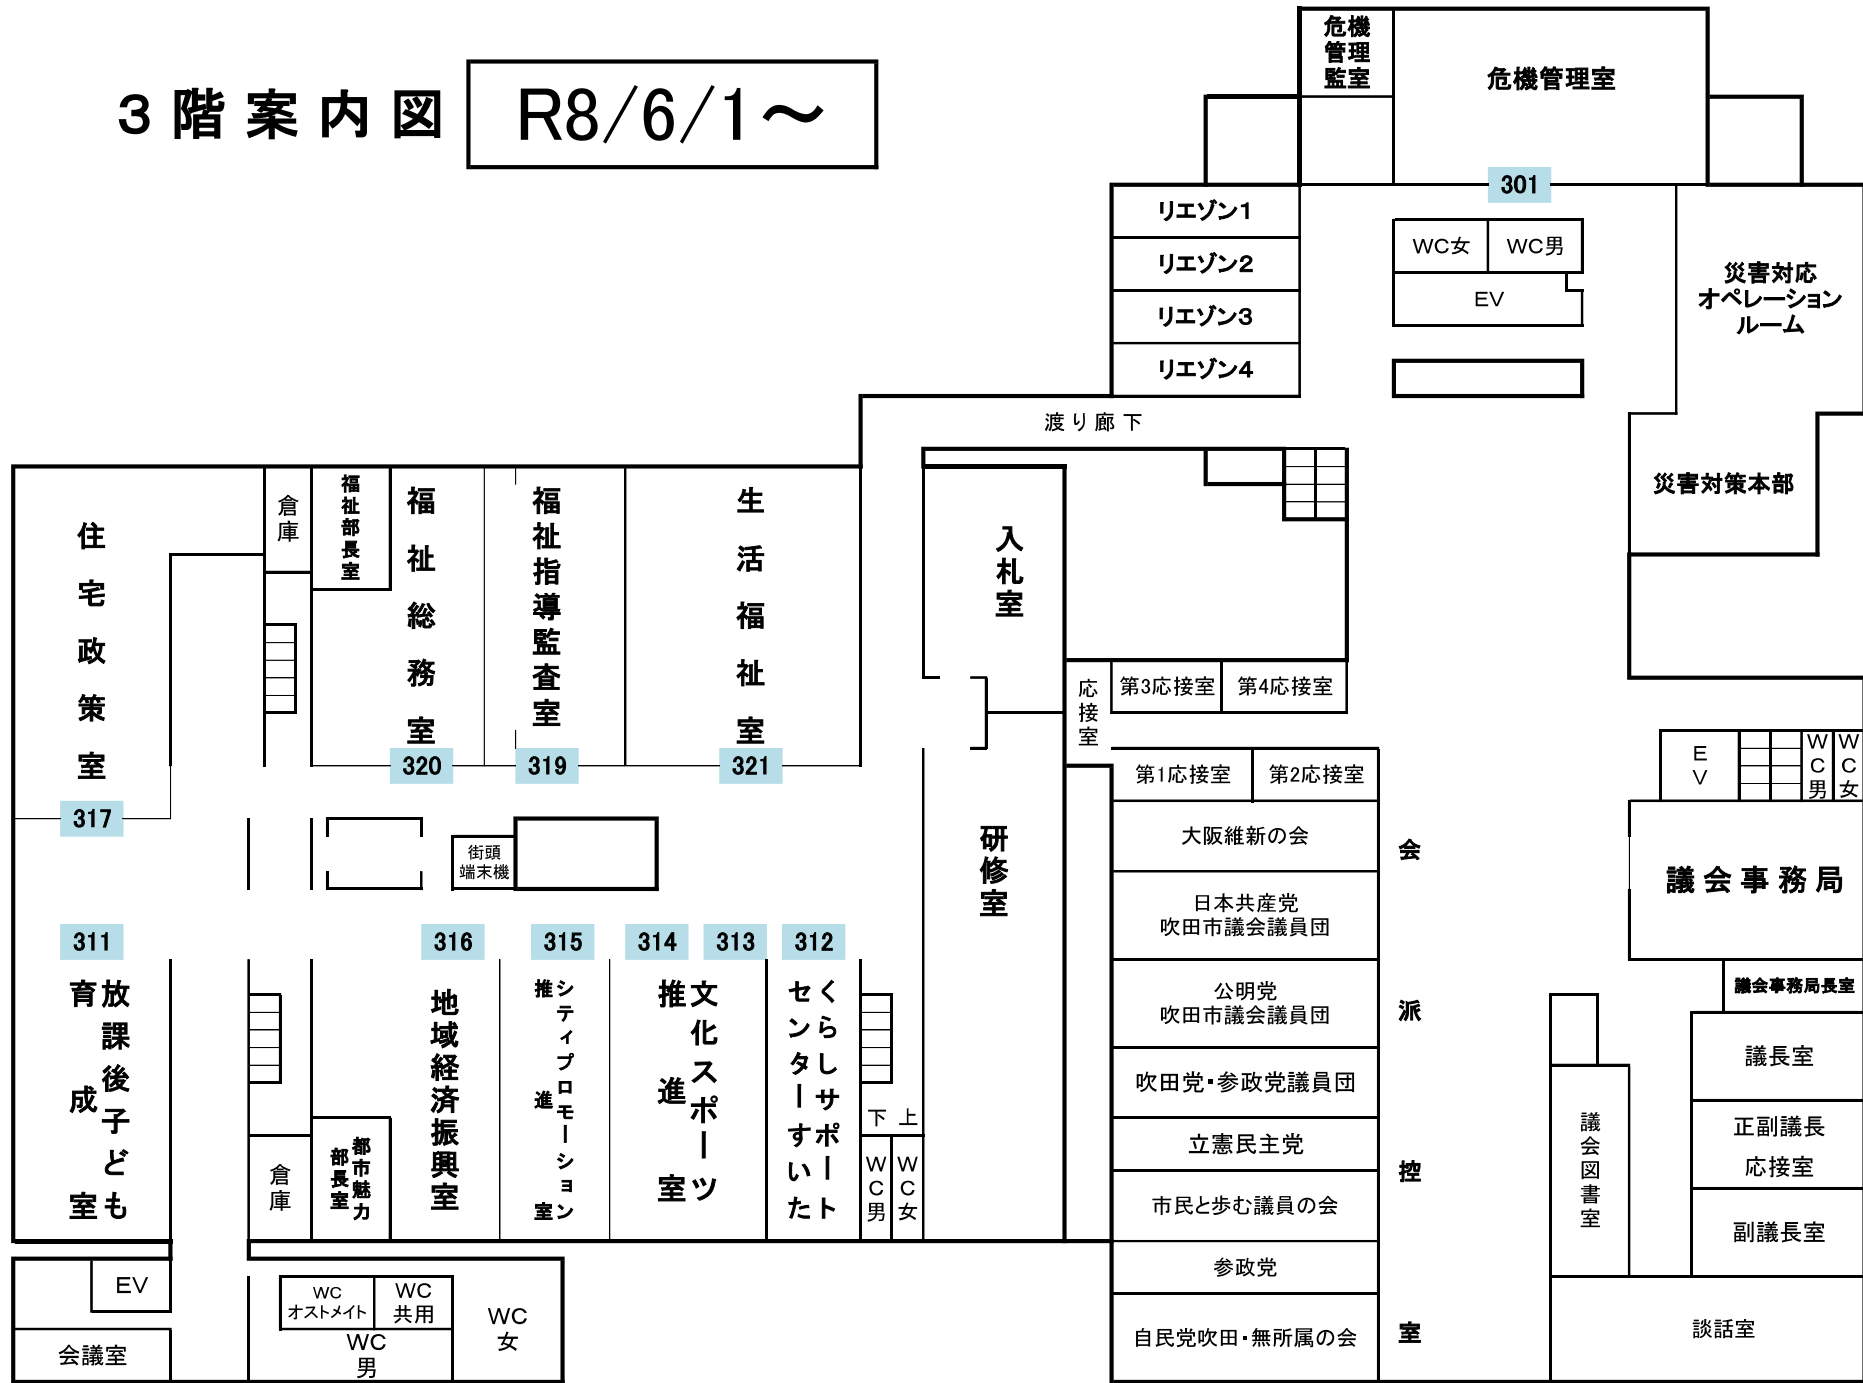 3階案内図
R8/6/1～
危機
管理
監室
危機管理室
301
リエゾン1
リエゾン2
リエゾン3
リエゾン4
WC女
WC男
EV
災害対応
オペレーション
ルーム
災害対策本部
渡り廊下
住宅政策室
倉庫
福祉部長室
福祉総務室
福祉指導監査室
生活福祉室
入札室
応接室
第3応接室
第4応接室
320
319
321
317
第1応接室
第2応接室
EV
WC男
WC女
街頭
端末機
研修室
大阪維新の会
会派控室
議会事務局
日本共産党
吹田市議会議員団
311
316
315
314
313
312
放課後子ども
育成室
地域経済振興室
シティプロモーション
推進室
文化スポーツ
推進室
くらしサポート
センターすいた
公明党
吹田市議会議員団
議会事務局長室
議長室
吹田党・参政党議員団
下
上
立憲民主党
正副議長
応接室
議会図書室
倉庫
都市魅力
部長室
WC男
WC女
市民と歩む議員の会
副議長室
参政党
EV
会議室
WC
オストメイト
WC
共用
WC
男
WC
女
自民党吹田・無所属の会
談話室